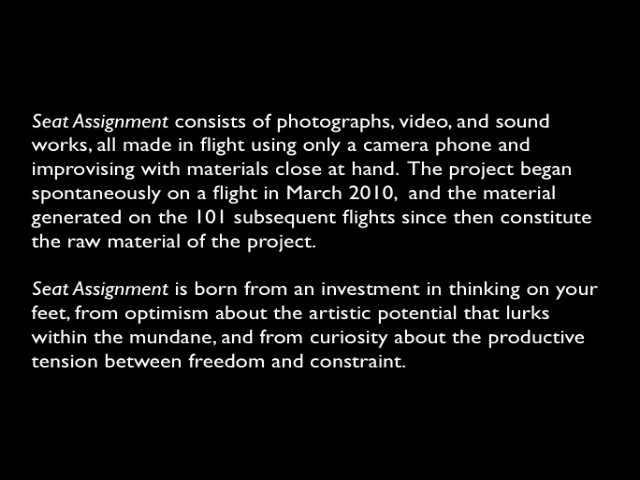 Seat Assignment consists of photographs, video, and sound
works, all made in flight using only a camera phone and
improvising with materials close at hand.  The project began
spontaneously on a flight in March 2010,  and the material
generated on the 101 subsequent flights since then constitute
the raw material of the project.
Seat Assignment is born from an investment in thinking on your
feet, from optimism about the artistic potential that lurks
within the mundane, and from curiosity about the productive
tension between freedom and constraint.